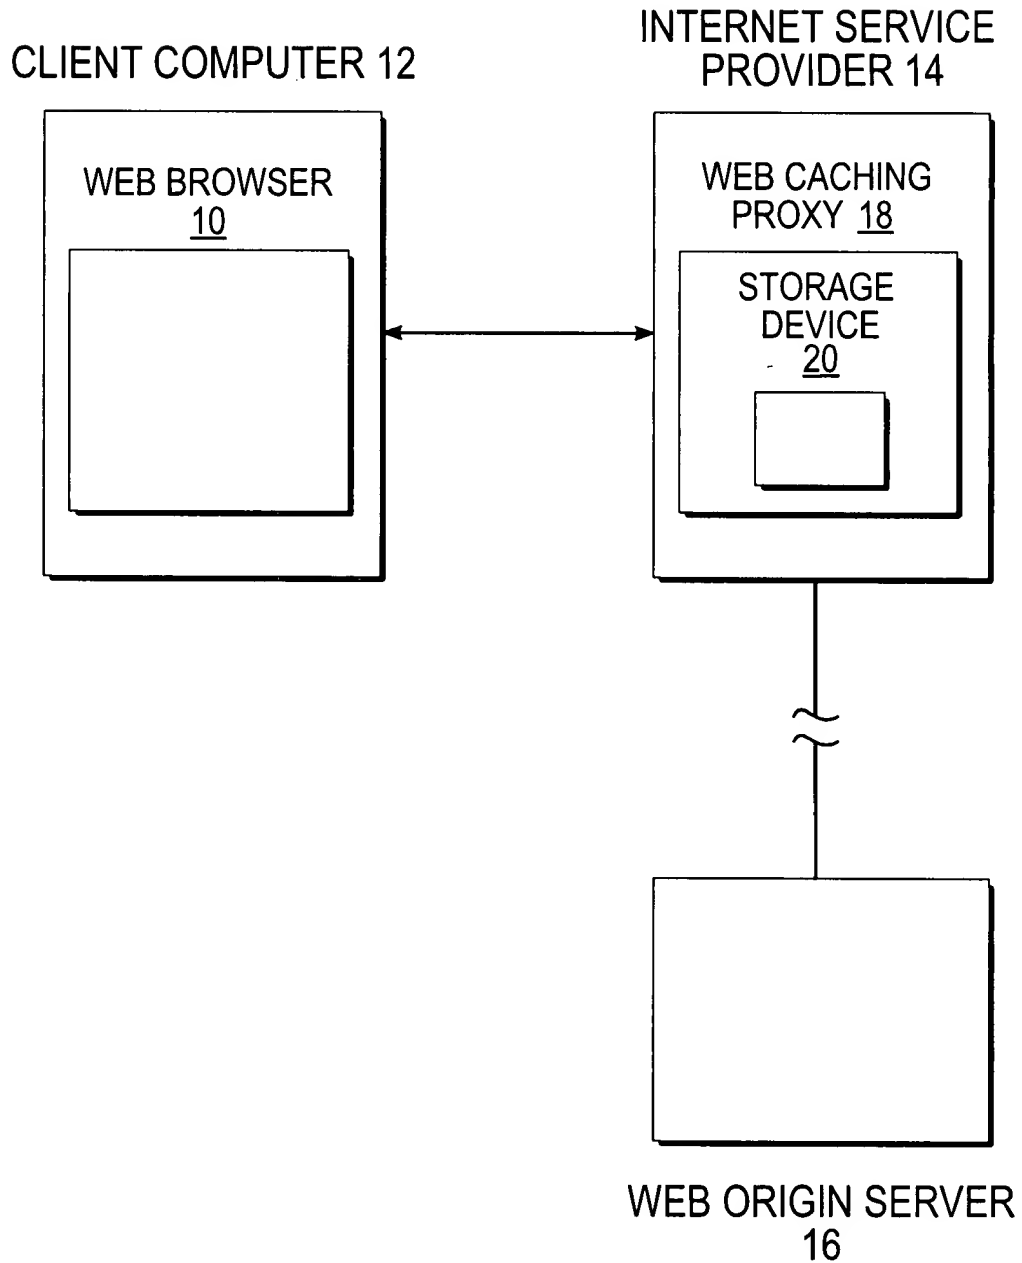 CLIENT COMPUTER 12
INTERNET SERVICE
PROVIDER 14
WEB BROWSER
10
WEB CACHING
PROXY 18
STORAGE
DEVICE
20
WEB ORIGIN SERVER
16